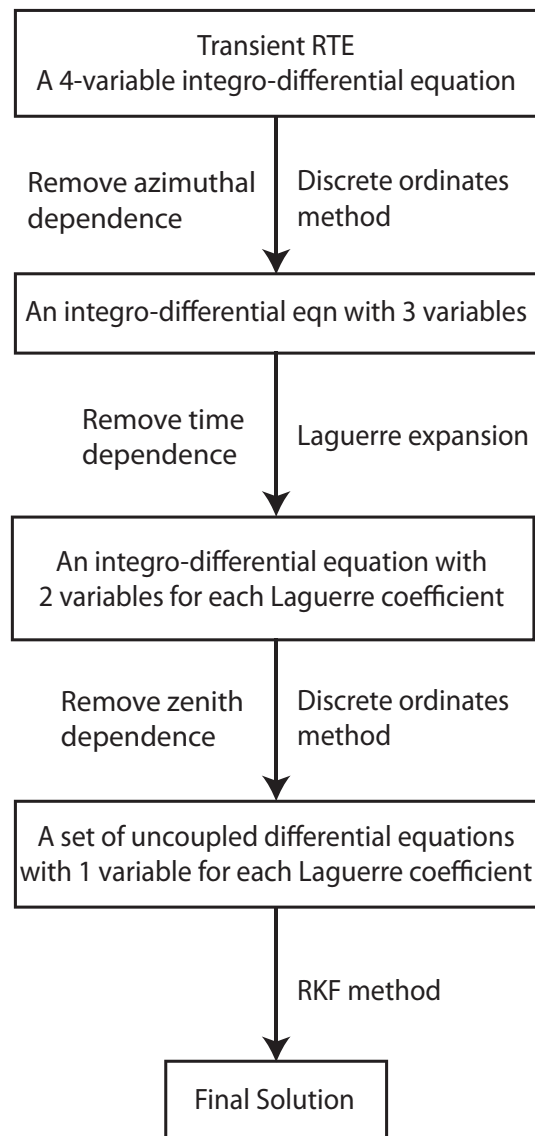 Transient RTE
A 4-variable integro-differential equation
Remove azimuthal
dependence
Discrete ordinates
method
An integro-differential eqn with 3 variables
Remove time
dependence
Laguerre expansion
An integro-differential equation with
2 variables for each Laguerre coefficient
Remove zenith
dependence
Discrete ordinates
method
A set of uncoupled differential equations
with 1 variable for each Laguerre coefficient
RKF method
Final Solution